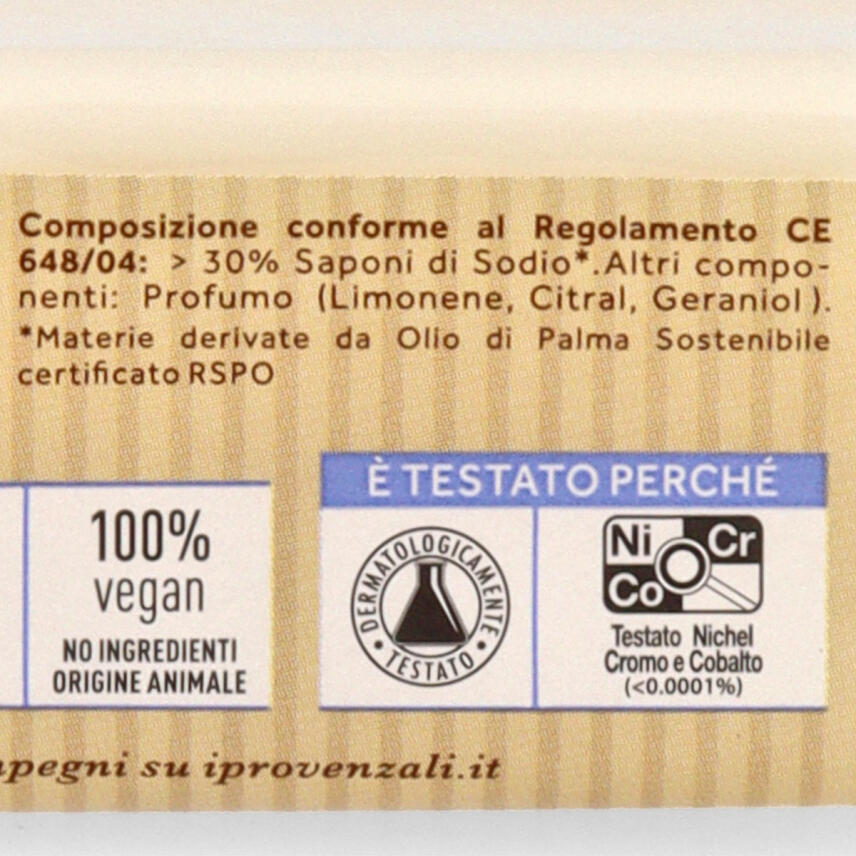 Composizione conforme al Regolamento CE
648/04: > 30% Saponi di Sodio*.Altri compo-
nenti: Profumo (Limonene, Citral, Geraniol).
*Materie derivate da Olio di Palma Sostenibile
certificato RSPO
100%
vegan
NO INGREDIENTI
ORIGINE ANIMALE
È TESTATO PERCHÉ
DERMATOLOGICAMENTE
• TESTATO •
Ni Cr
Co
Testato Nichel
Cromo e Cobalto
(<0.0001%)
su iprovenzali.it